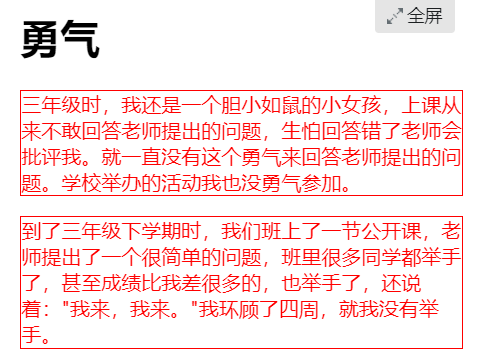 全屏
勇气
三年级时，我还是一个胆小如鼠的小女孩，上课从
来不敢回答老师提出的问题，生怕回答错了老师会
批评我。就一直没有这个勇气来回答老师提出的问
题。学校举办的活动我也没勇气参加。
到了三年级下学期时，我们班上了一节公开课，老
师提出了一个很简单的问题，班里很多同学都举手
了，甚至成绩比我差很多的，也举手了，还说
着："我来，我来。"我环顾了四周，就我没有举
手。